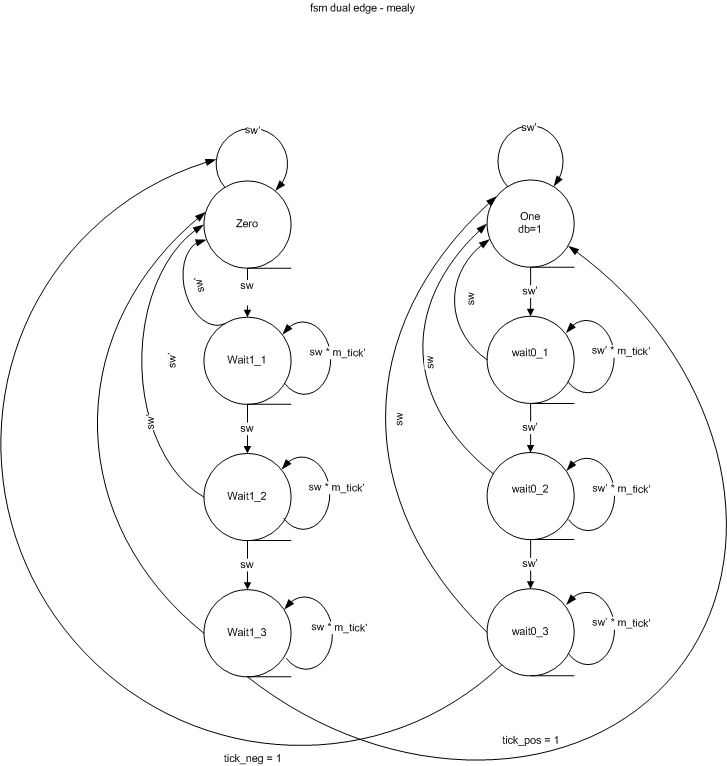 fsm dual edge - mealy
sw'
sw'
Zero
One
db=1
sw'
sw
sw
sw'
Wait1_1
sw * m_tick'
wait0_1
sw' * m_tick'
sw'
sw
sw'
sw
sw
sw'
Wait1_2
sw * m_tick'
wait0_2
sw' * m_tick'
sw
sw'
Wait1_3
sw * m_tick'
wait0_3
sw' * m_tick'
tick_neg = 1
tick_pos = 1